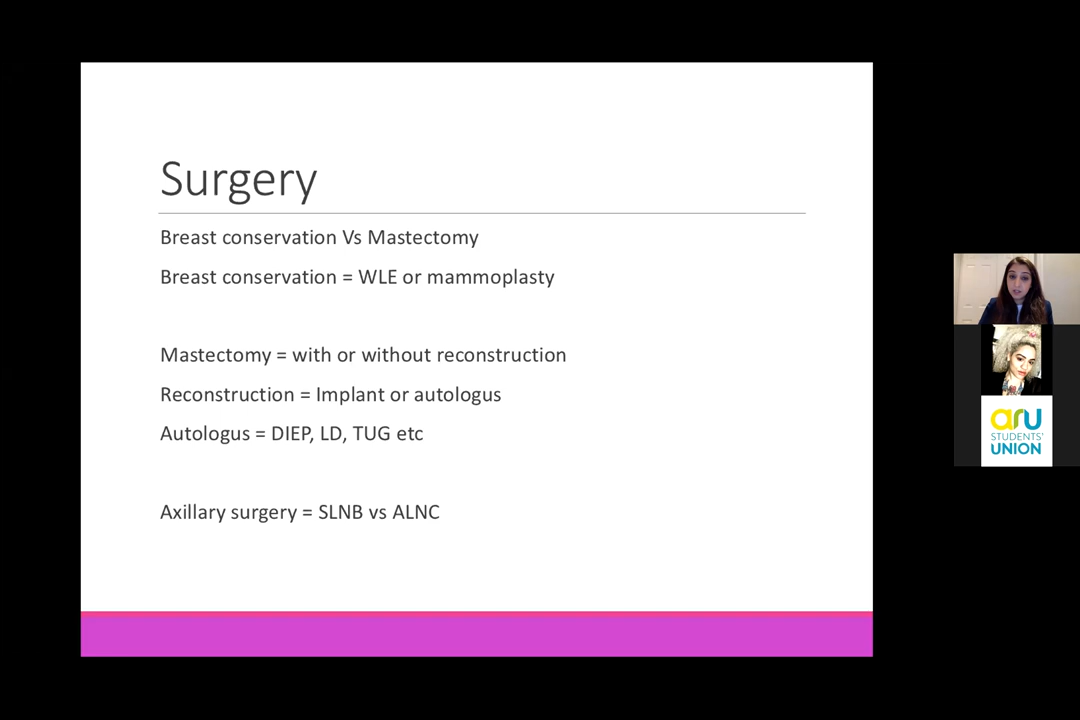 Surgery
Breast conservation Vs Mastectomy
Breast conservation = WLE or mammoplasty
Mastectomy = with or without reconstruction
Reconstruction = Implant or autologus
Autologus = DIEP, LD, TUG etc
Axillary surgery = SLNB vs ALNC
aru
STUDENTS'
UNION